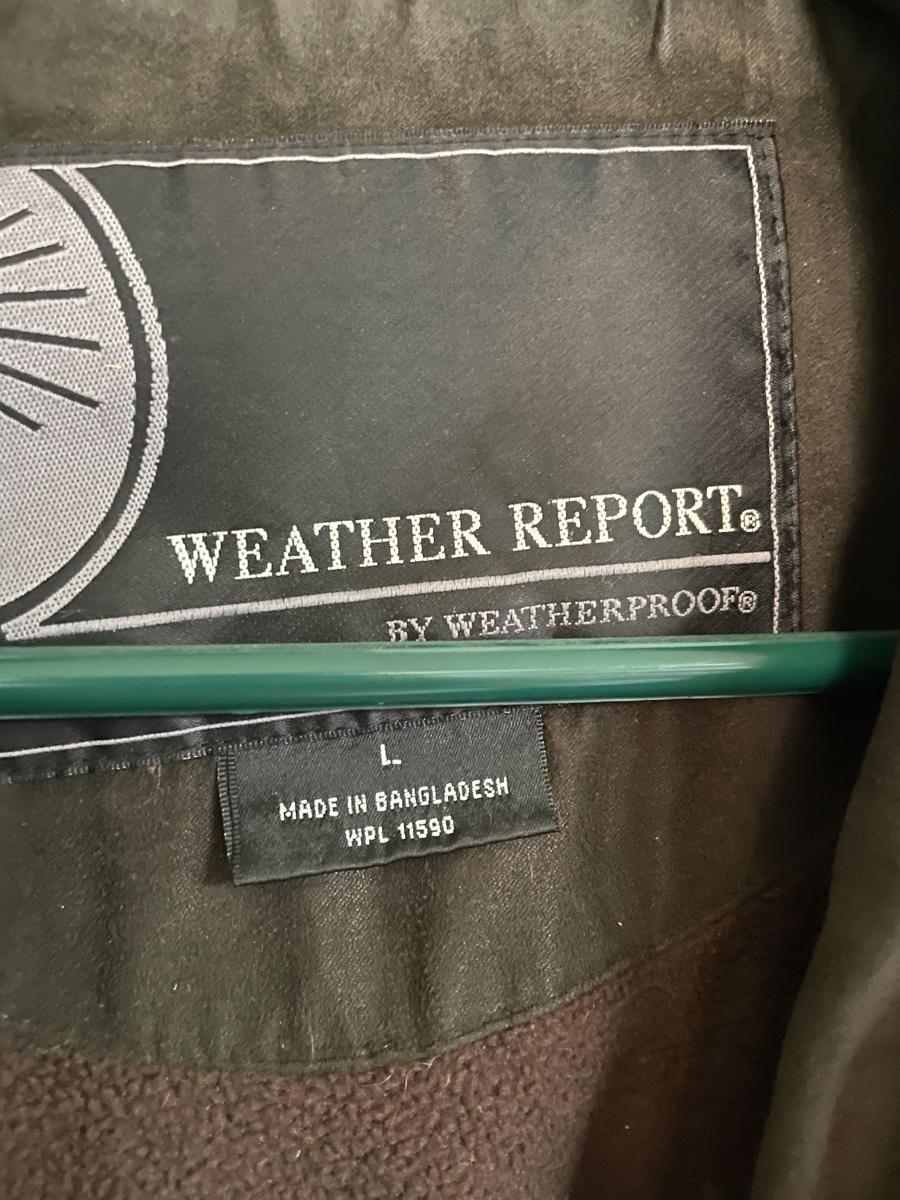 WEATHER REPORT®
BY WEATHERPROOF®
L
MADE IN BANGLADESH
WPL 11590